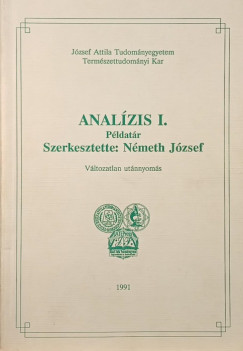 József Attila Tudományegyetem
Természettudományi Kar
ANALÍZIS I.
Példatár
Szerkesztette: Németh József
Változatlan utánnyomás
1991